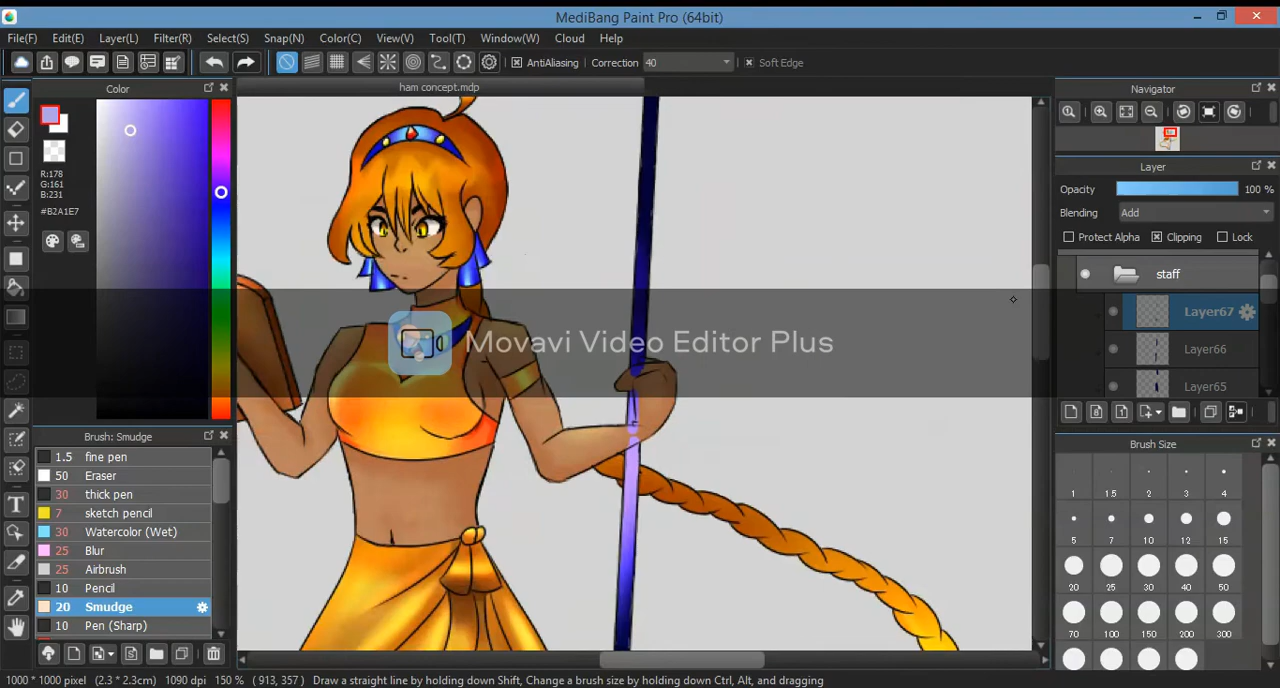 MediBang Paint Pro (64bit)
File(F) Edit(E) Layer(L) Filter(R) Select(S) Snap(N) Color(C) View(V) Tool(T) Window(W) Cloud Help
AntiAliasing Correction 40 Soft Edge
Color
ham concept.mdp
Navigator
R:178
G:161
B:231
#B2A1E7
Layer
Opacity 100 %
Blending Add
Protect Alpha Clipping Lock
staff
Layer67
Layer66
Layer65
Movavi Video Editor Plus
Brush: Smudge
1.5 fine pen
50 Eraser
30 thick pen
7 sketch pencil
30 Watercolor (Wet)
25 Blur
25 Airbrush
10 Pencil
20 Smudge
10 Pen (Sharp)
Brush Size
1 1.5 2 3 4
5 7 10 12 15
20 25 30 40 50
70 100 150 200 300
1000 * 1000 pixel (2.3 * 2.3cm) 1090 dpi 150 % ( 913, 357 ) Draw a straight line by holding down Shift, Change a brush size by holding down Ctrl, Alt, and dragging